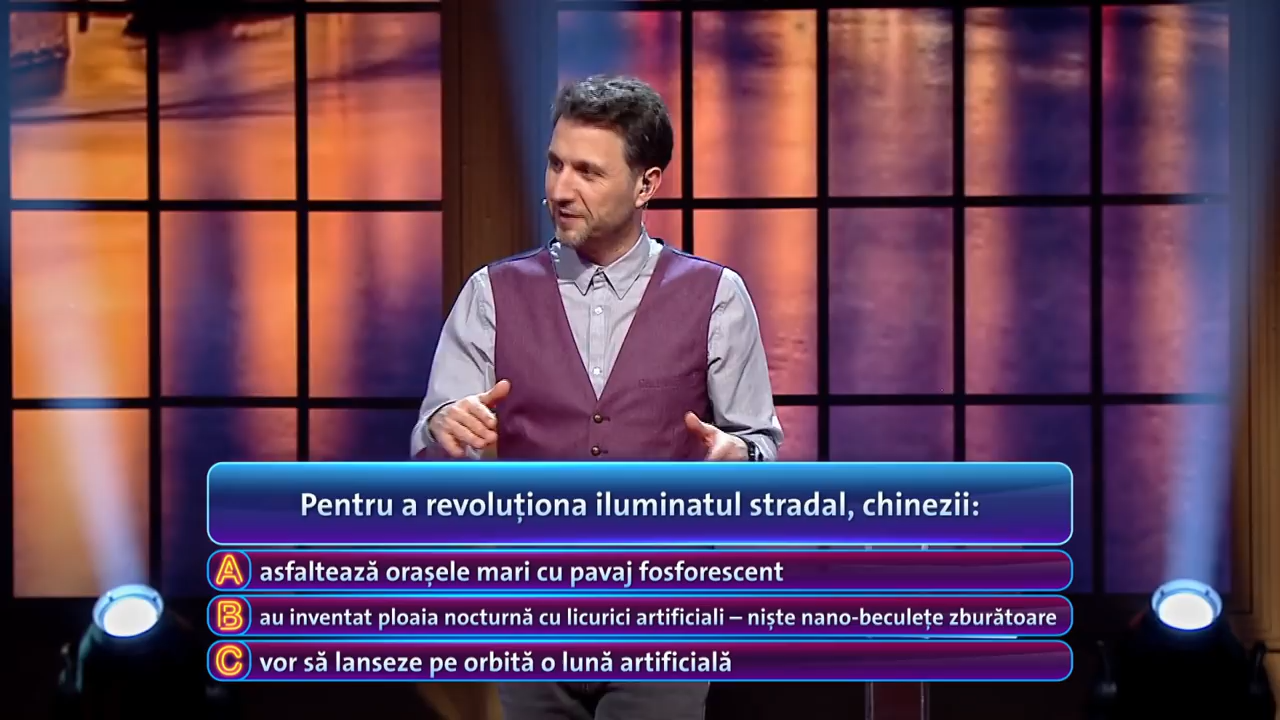 Pentru a revoluționa iluminatul stradal, chinezii:
A asfaltează orașele mari cu pavaj fosforescent
B au inventat ploaia nocturnă cu licurici artificiali – niște nano-beculețe zburătoare
C vor să lanseze pe orbită o lună artificială